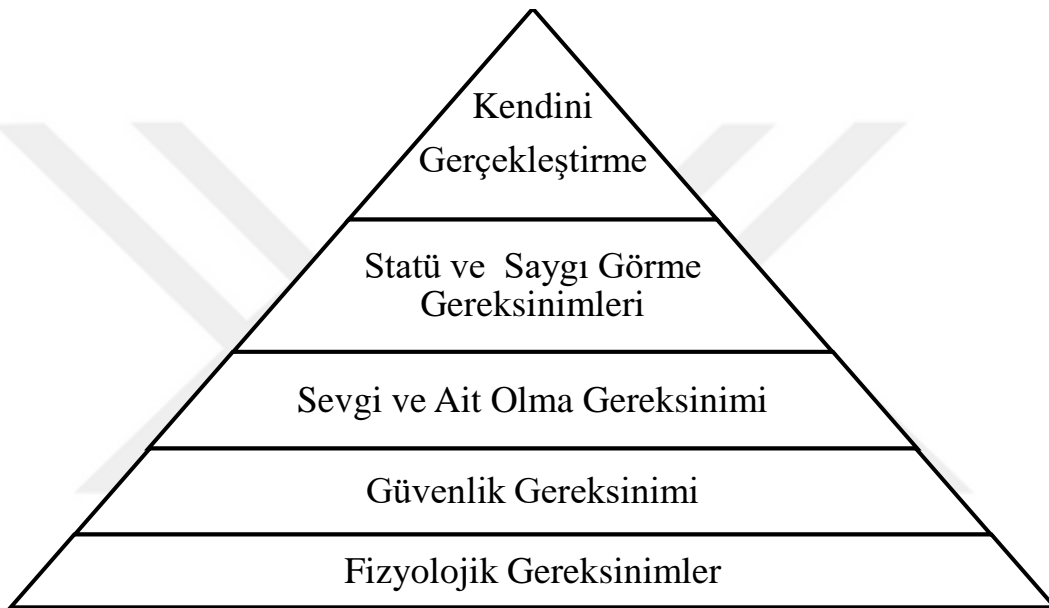 Kendini
Gerçekleştirme
Statü ve Saygı Görme
Gereksinimleri
Sevgi ve Ait Olma Gereksinimi
Güvenlik Gereksinimi
Fizyolojik Gereksinimler